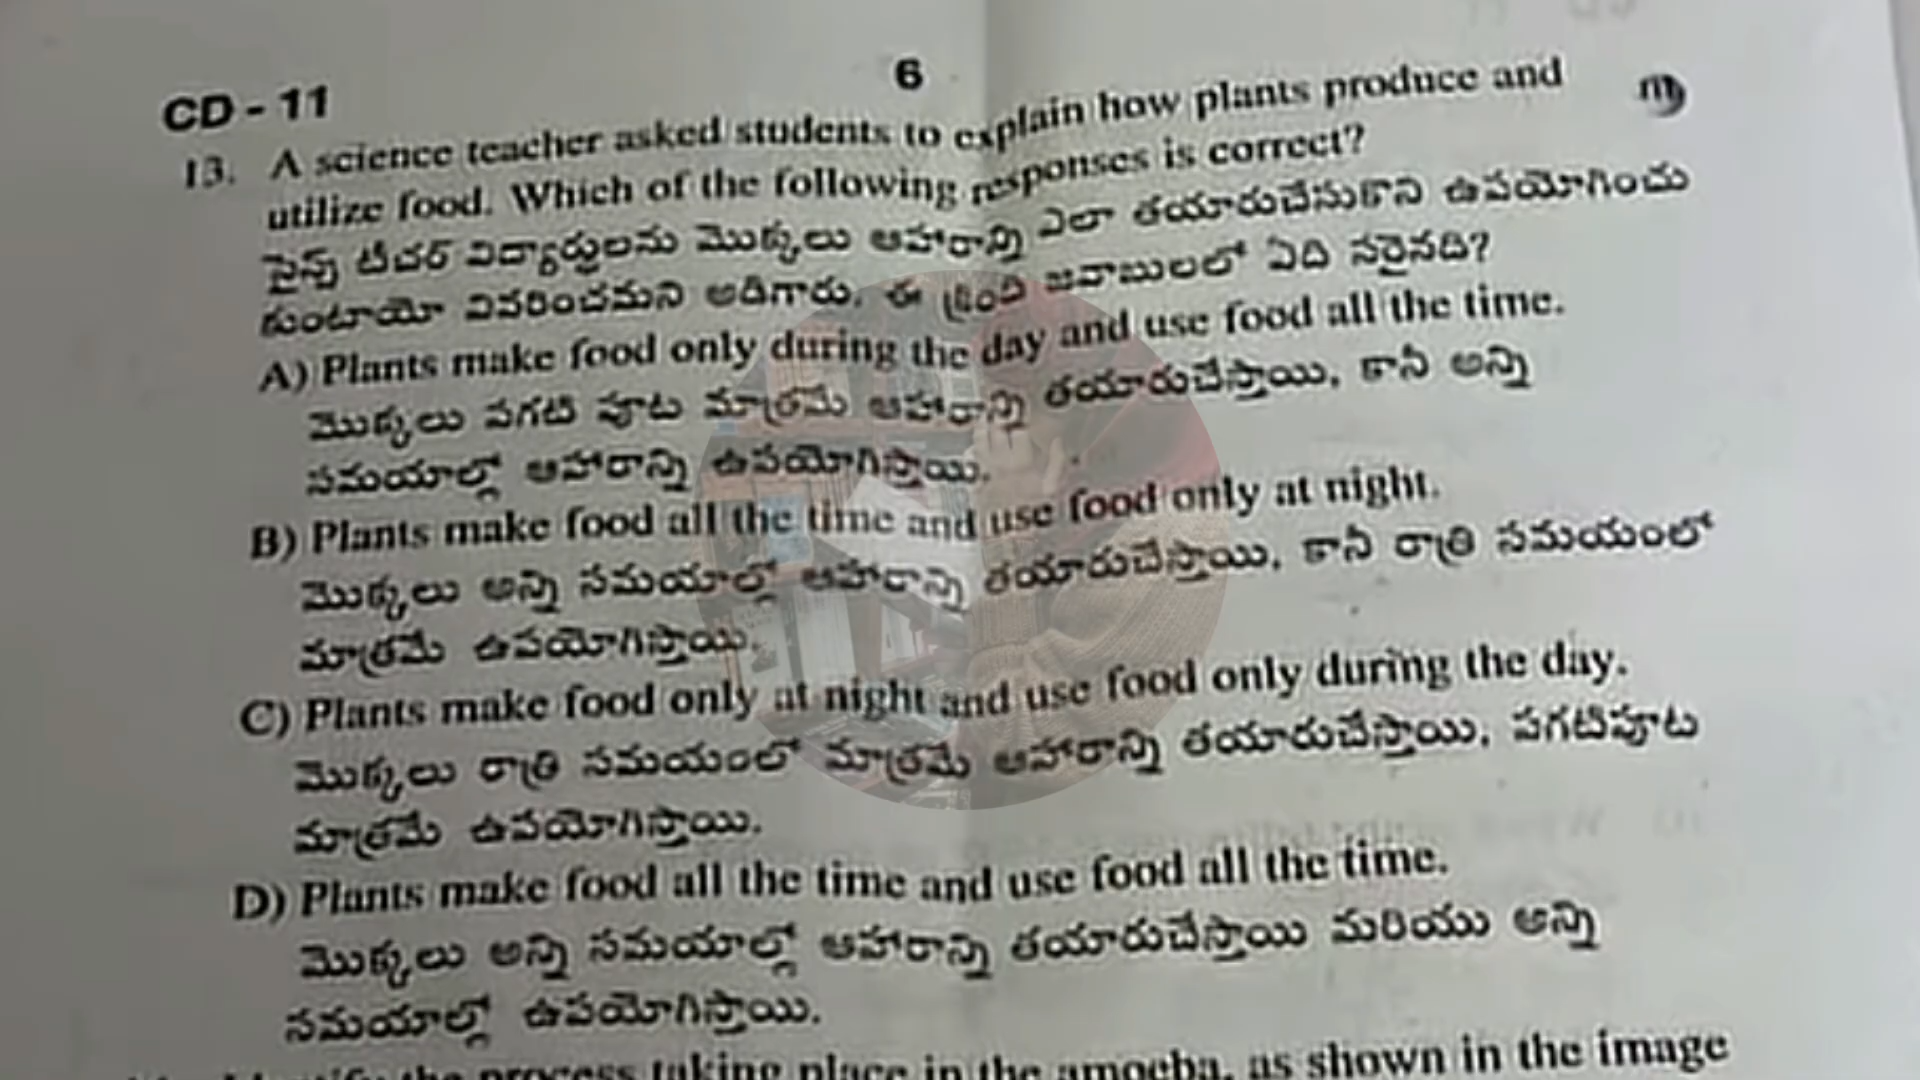 6
CD - 11
13. A science teacher asked students to explain how plants produce and
utilize food. Which of the following responses is correct?
సైన్స్ టీచర్ విద్యార్థులను మొక్కలు ఆహారాన్ని ఎలా తయారుచేసుకొని ఉపయోగించు
కుంటాయో వివరించమని అడిగారు. ఈ క్రింది జవాబులలో ఏది సరైనది?
A) Plants make food only during the day and use food all the time.
మొక్కలు పగటి పూట మాత్రమే ఆహారాన్ని తయారుచేస్తాయి, కానీ అన్ని
సమయాల్లో ఆహారాన్ని ఉపయోగిస్తాయి.
B) Plants make food all the time and use food only at night.
మొక్కలు అన్ని సమయాల్లో ఆహారాన్ని తయారుచేస్తాయి, కానీ రాత్రి సమయంలో
మాత్రమే ఉపయోగిస్తాయి.
C) Plants make food only at night and use food only during the day.
మొక్కలు రాత్రి సమయంలో మాత్రమే ఆహారాన్ని తయారుచేస్తాయి, పగటిపూట
మాత్రమే ఉపయోగిస్తాయి.
D) Plants make food all the time and use food all the time.
మొక్కలు అన్ని సమయాల్లో ఆహారాన్ని తయారుచేస్తాయి మరియు అన్ని
సమయాల్లో ఉపయోగిస్తాయి.
the process taking place in the amoeba, as shown in the image